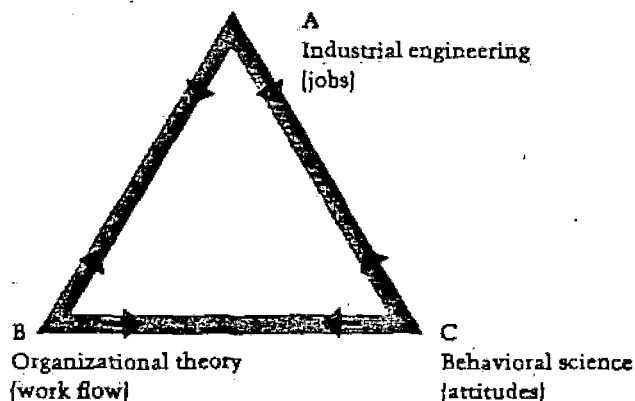 A
Industrial engineering
(jobs)
B
Organizational theory
(work flow)
C
Behavioral science
(attitudes)